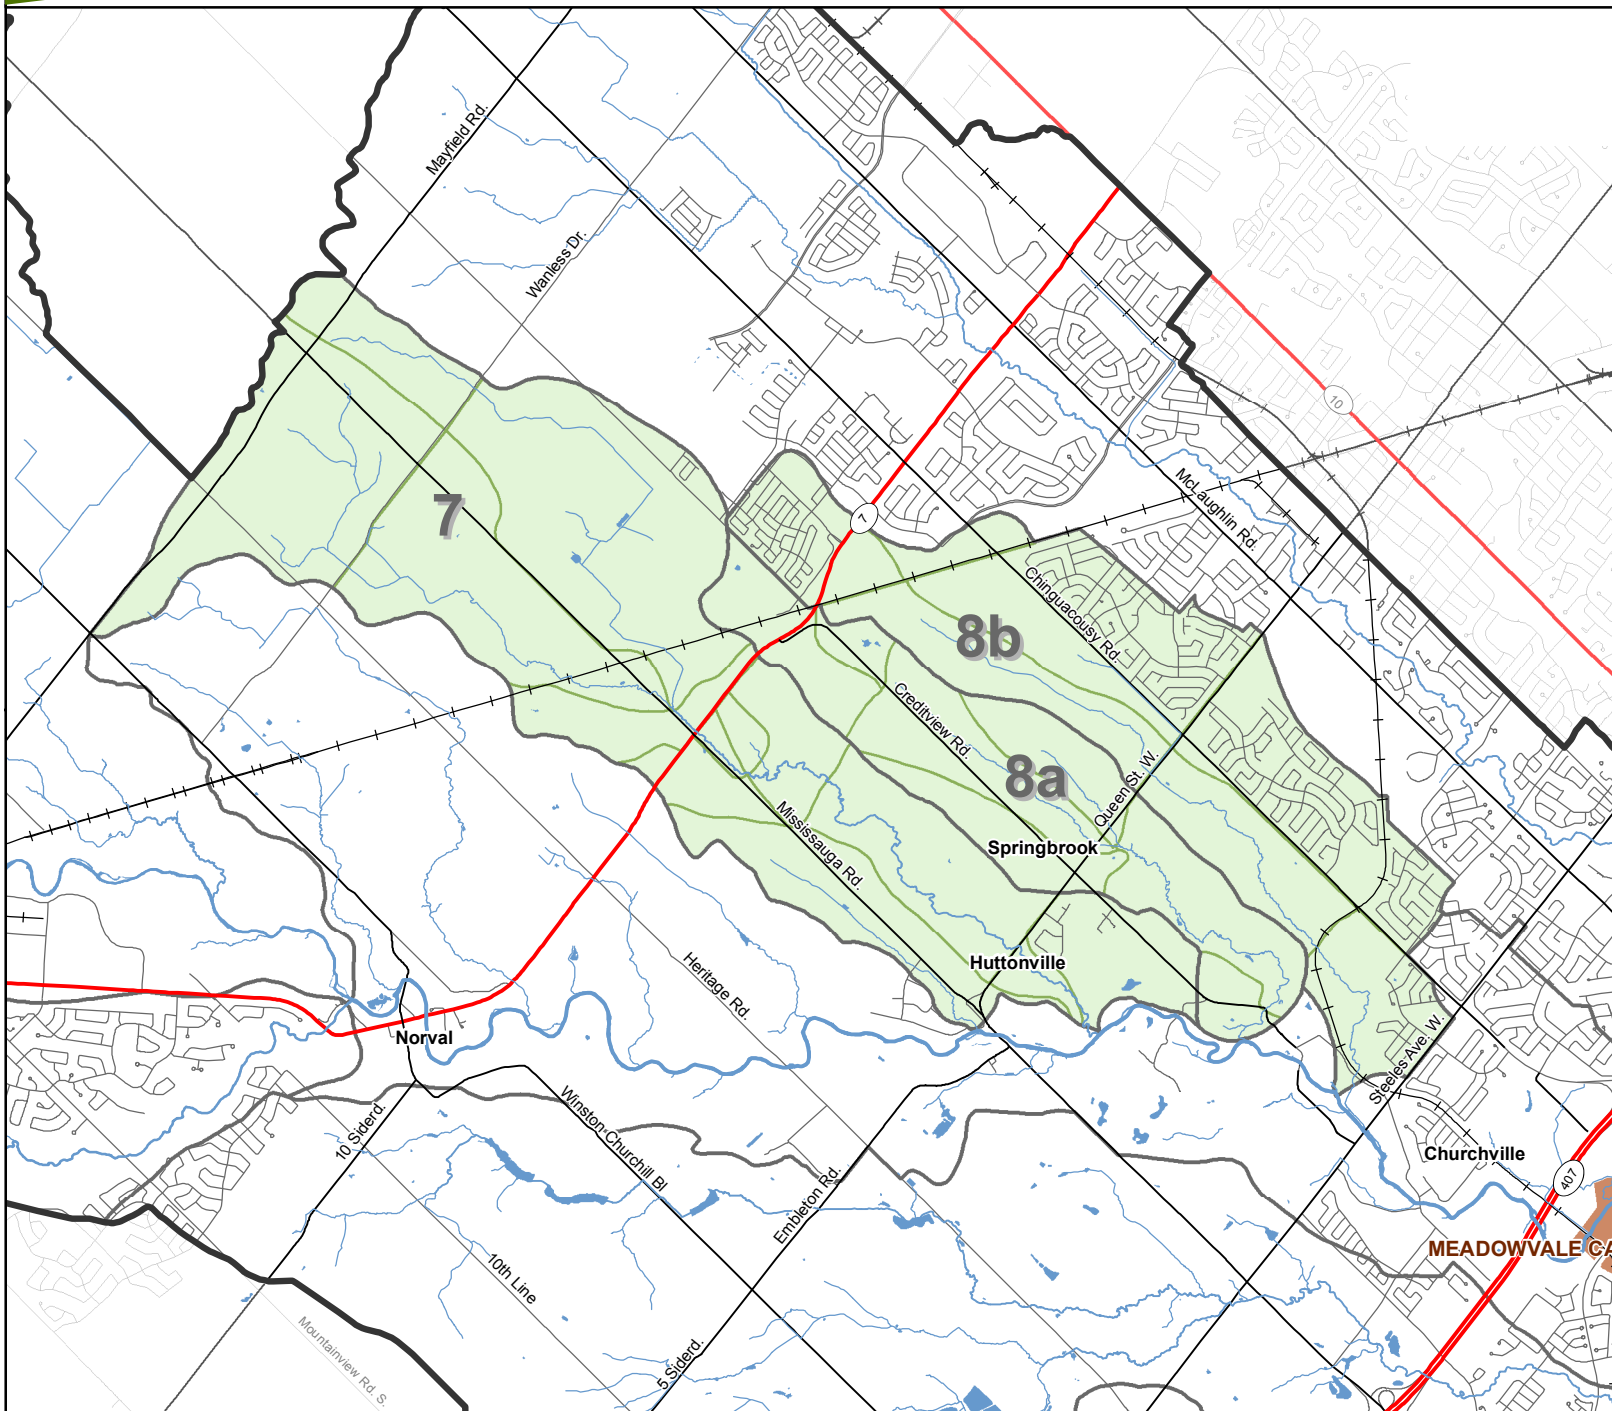 Mayfield Rd.
Wanless Dr.
10
7
McLaughlin Rd.
7
Chinguacousy Rd.
8b
Creditview Rd.
8a
Queen St. W.
Springbrook
Mississauga Rd.
Huttonville
Heritage Rd.
Norval
Steeles Ave. W.
Winston Churchill Bl
10 Siderd.
Churchville
407
Embleton Rd.
MEADOWVALE CA
10th Line
Mountainview Rd. S.
5 Siderd.